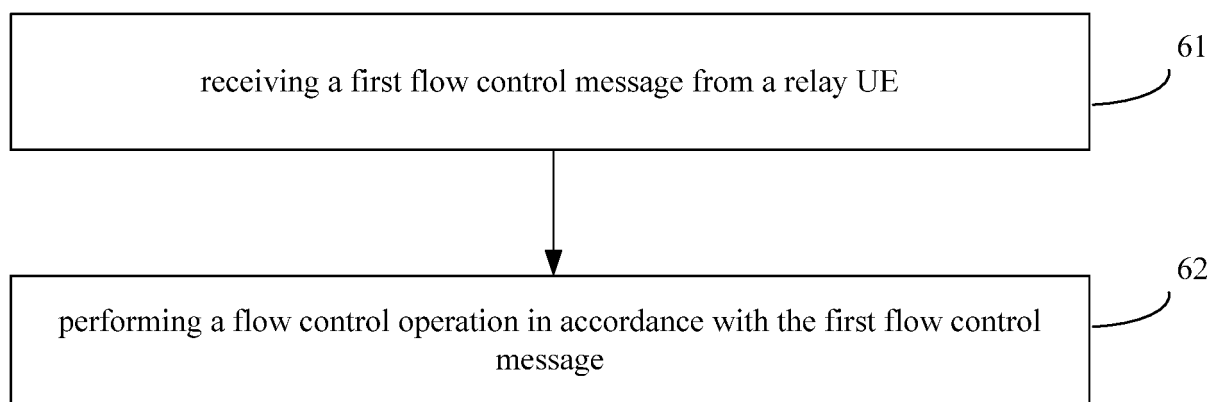 receiving a first flow control message from a relay UE
61
performing a flow control operation in accordance with the first flow control
message
62